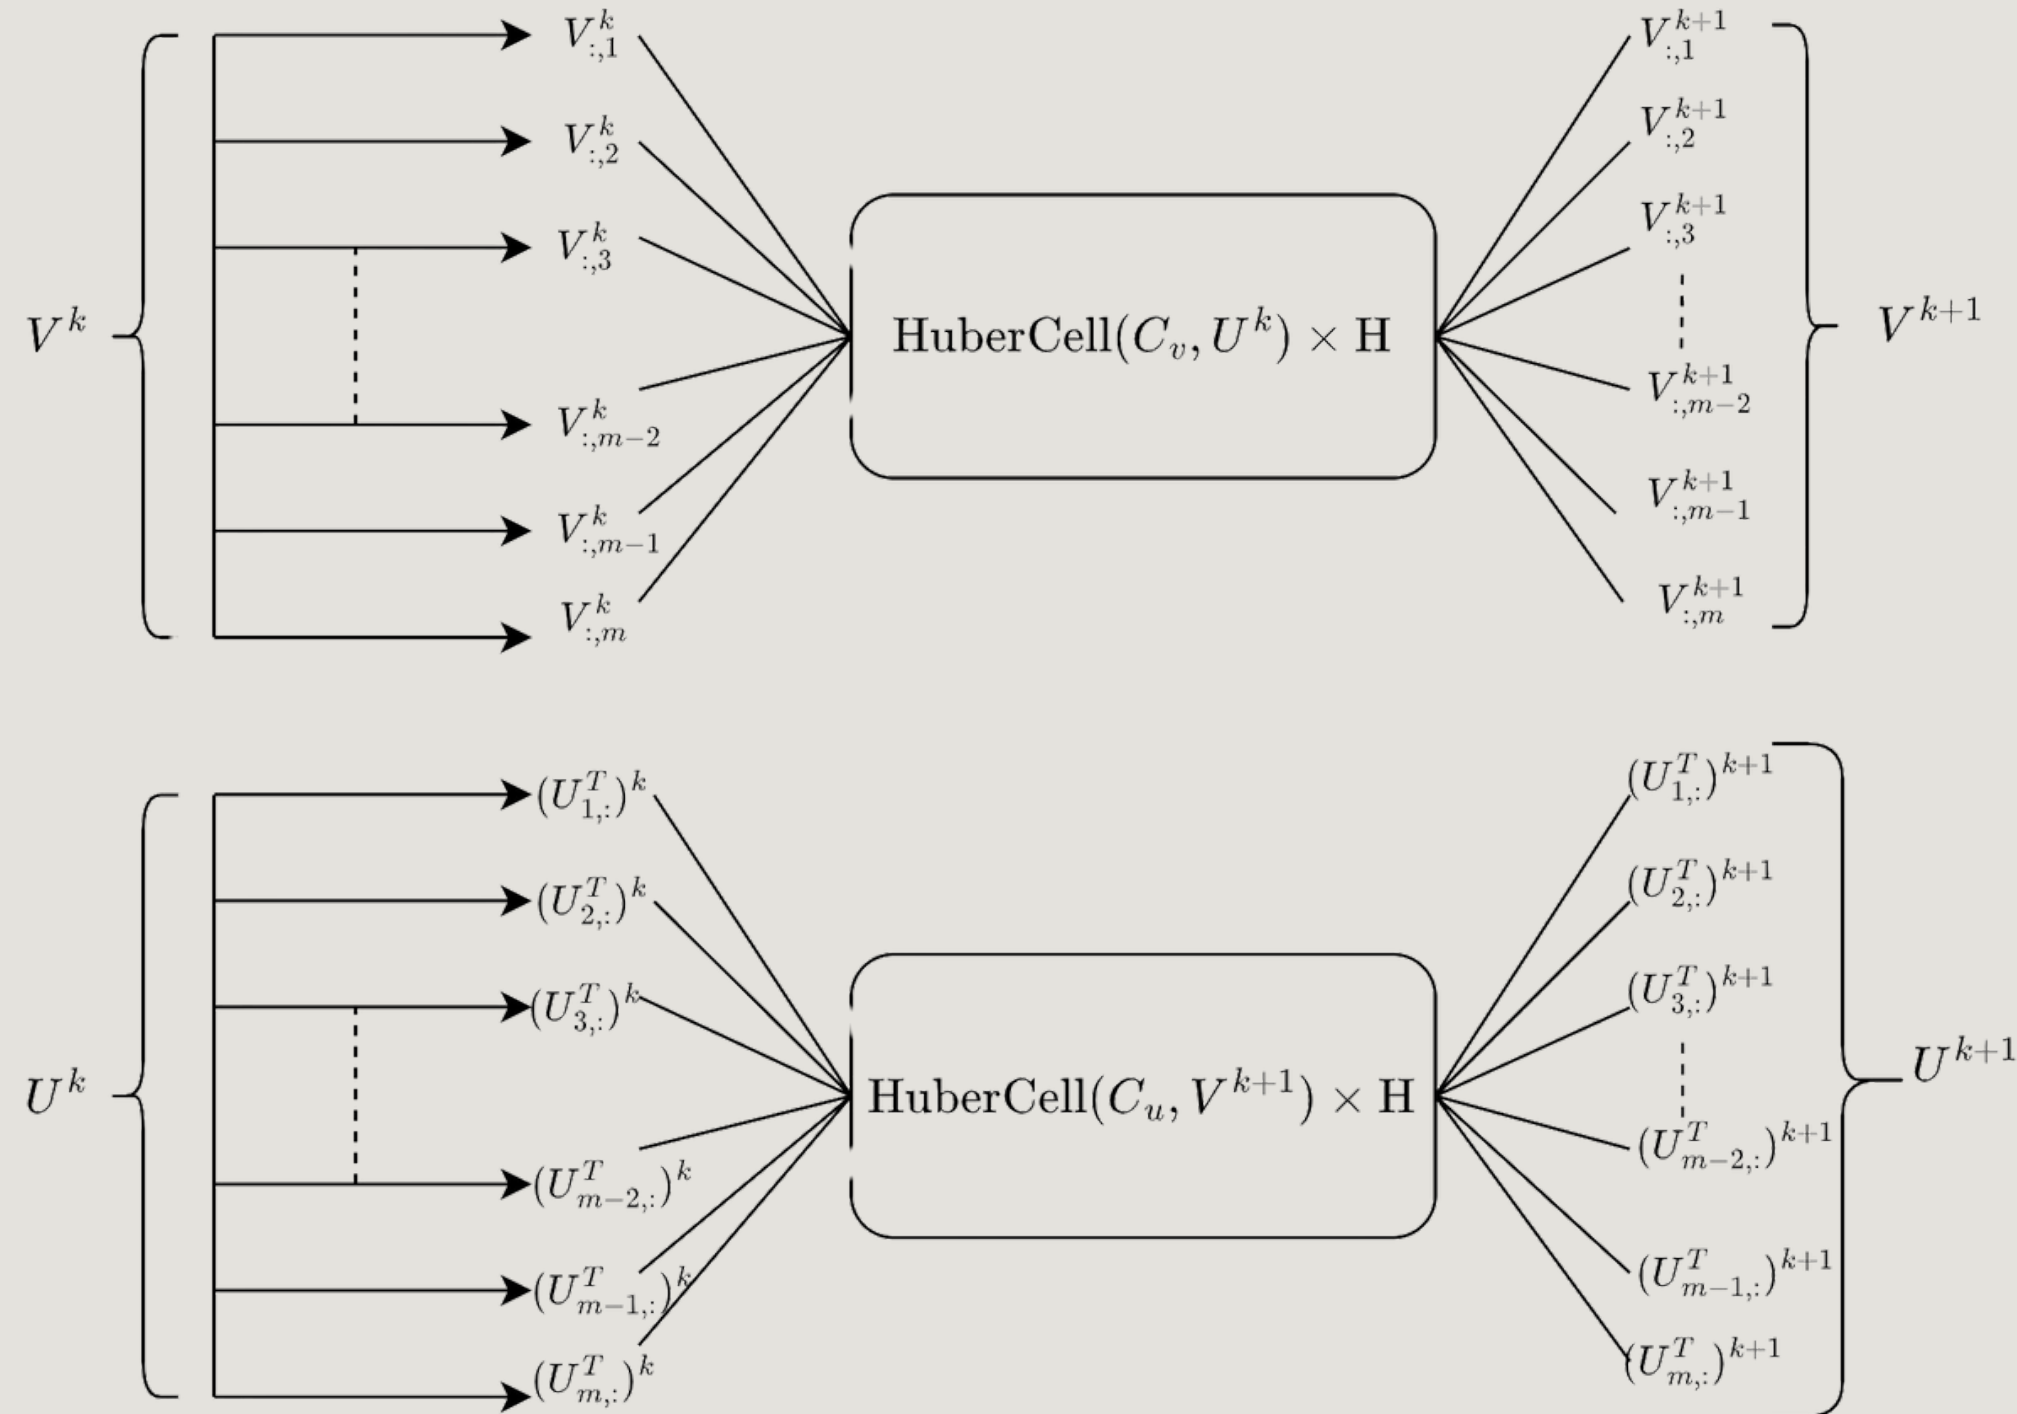 V^k_{:,1}
V^k_{:,2}
V^k_{:,3}
V^k
V^k_{:,m-2}
V^k_{:,m-1}
V^k_{:,m}
HuberCell(C_v, U^k) × H
V^{k+1}_{:,1}
V^{k+1}_{:,2}
V^{k+1}_{:,3}
V^{k+1}_{:,m-2}
V^{k+1}_{:,m-1}
V^{k+1}_{:,m}
V^{k+1}
(U^T_{1,:})^k
(U^T_{2,:})^k
(U^T_{3,:})^k
U^k
(U^T_{m-2,:})^k
(U^T_{m-1,:})^k
(U^T_{m,:})^k
HuberCell(C_u, V^{k+1}) × H
(U^T_{1,:})^{k+1}
(U^T_{2,:})^{k+1}
(U^T_{3,:})^{k+1}
(U^T_{m-2,:})^{k+1}
(U^T_{m-1,:})^{k+1}
(U^T_{m,:})^{k+1}
U^{k+1}